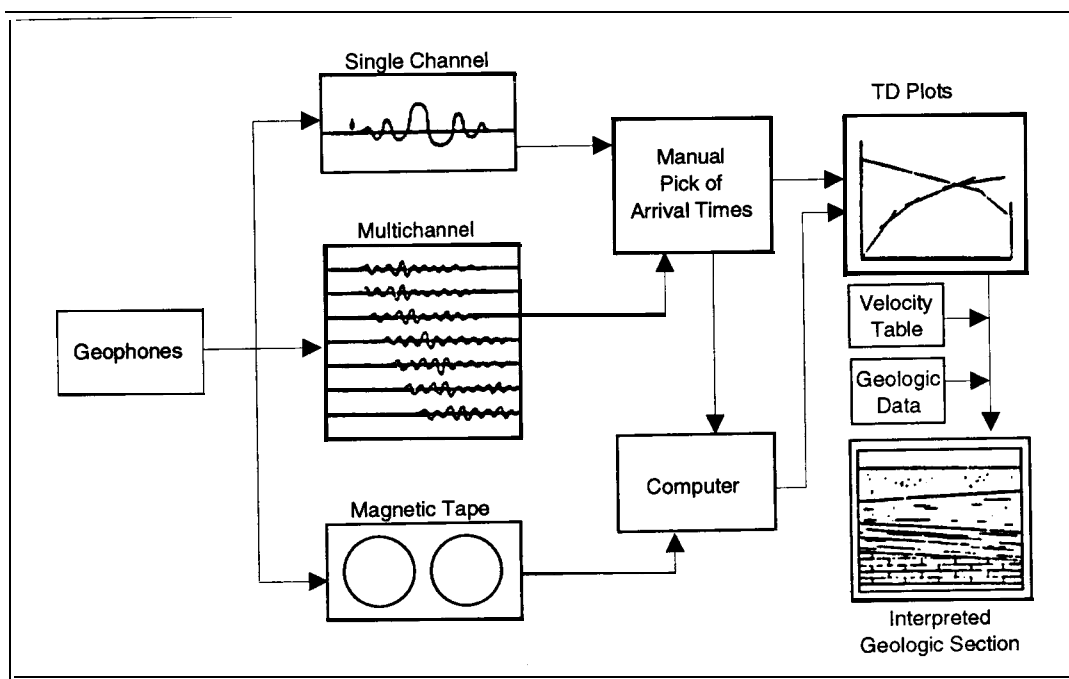 Single Channel
TD Plots
Manual
Pick of
Arrival Times
Multichannel
Geophones
Velocity
Table
Geologic
Data
Computer
Magnetic Tape
Interpreted
Geologic Section